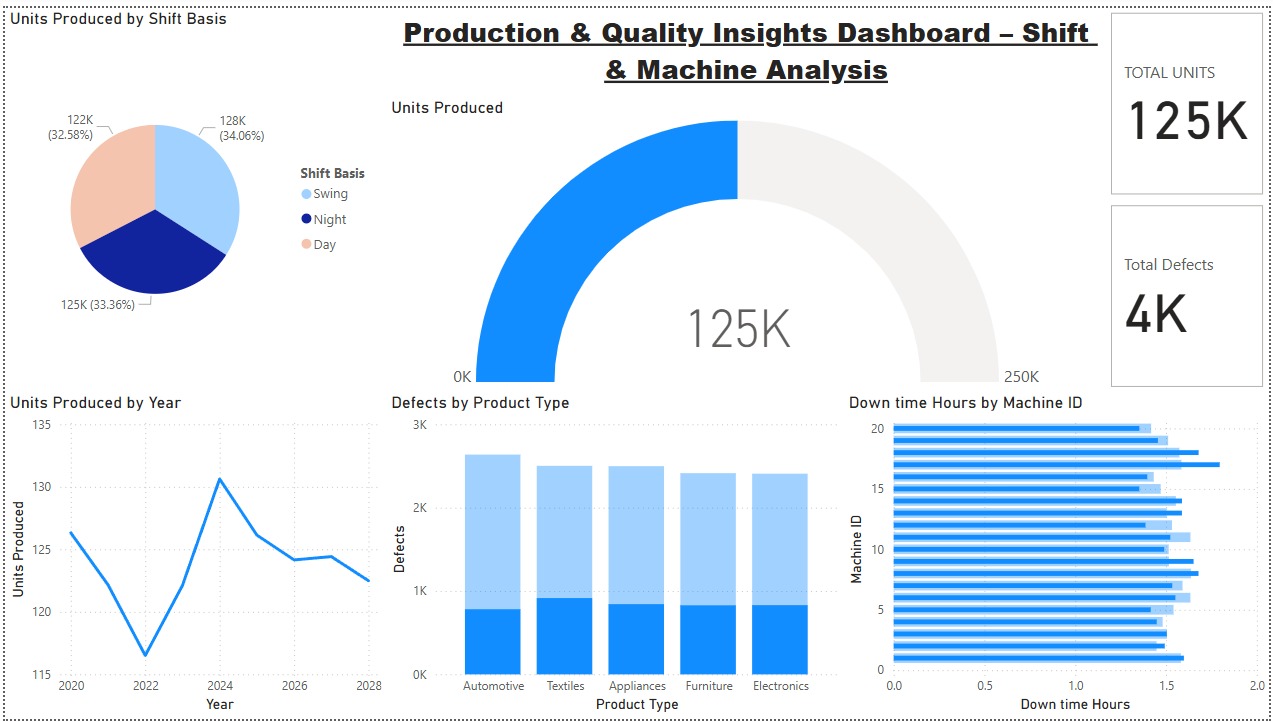 Units Produced by Shift Basis
Production & Quality Insights Dashboard – Shift
& Machine Analysis
TOTAL UNITS
125K
Units Produced
122K
(32.58%)
128K
(34.06%)
125K (33.36%)
Shift Basis
Swing
Night
Day
125K
0K
250K
Total Defects
4K
Units Produced by Year
135
130
125
120
115
Units Produced
2020
2022
2024
2026
2028
Year
Defects by Product Type
3K
2K
1K
0K
Defects
Automotive
Textiles
Appliances
Furniture
Electronics
Product Type
Down time Hours by Machine ID
20
15
10
5
0
Machine ID
0.0
0.5
1.0
1.5
2.0
Down time Hours